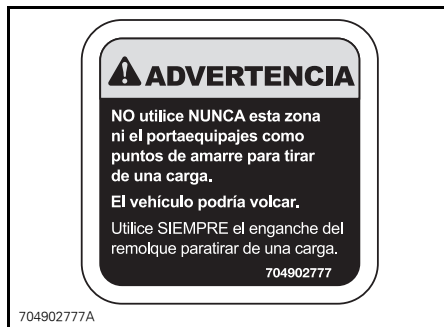 ADVERTENCIA
NO utilice NUNCA esta zona
ni el portaequipajes como
puntos de amarre para tirar
de una carga.
El vehículo podría volcar.
Utilice SIEMPRE el enganche del
remolque paratirar de una carga.
704902777
704902777A